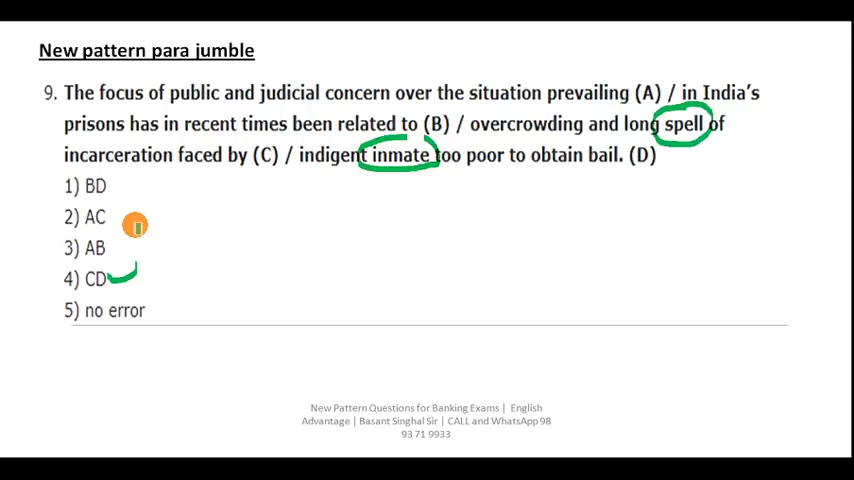 New pattern para jumble
9. The focus of public and judicial concern over the situation prevailing (A) / in India's
prisons has in recent times been related to (B) / overcrowding and long spell of
incarceration faced by (C) / indigent inmate too poor to obtain bail. (D)
1) BD
2) AC
3) AB
4) CD
5) no error
New Pattern Questions for Banking Exams | English
Advantage | Basant Singhal Sir | CALL and WhatsApp 98
93 71 9933